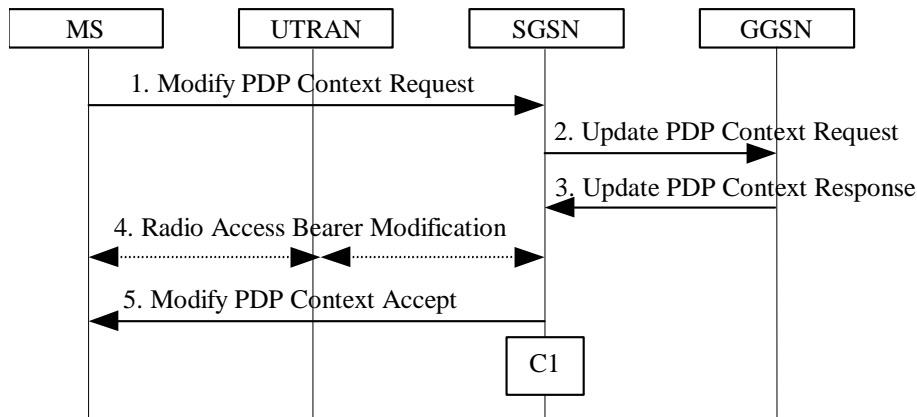 MS UTRAN SGSN GGSN
1. Modify PDP Context Request
2. Update PDP Context Request
3. Update PDP Context Response
4. Radio Access Bearer Modification
5. Modify PDP Context Accept
C1